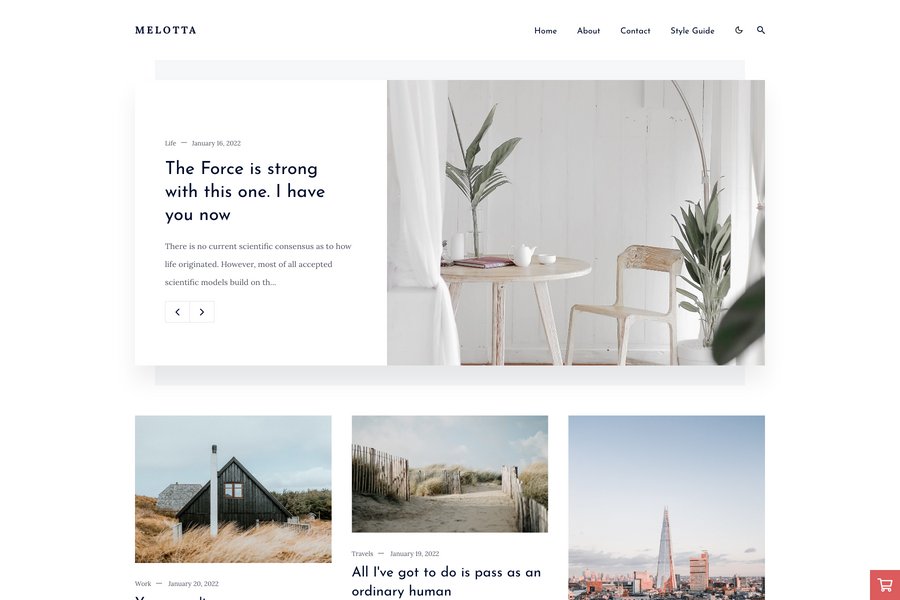 MELOTTA
Home About Contact Style Guide
Life — January 16, 2022
The Force is strong
with this one. I have
you now
There is no current scientific consensus as to how
life originated. However, most of all accepted
scientific models build on th...
Work — January 20, 2022
Travels — January 19, 2022
All I've got to do is pass as an
ordinary human